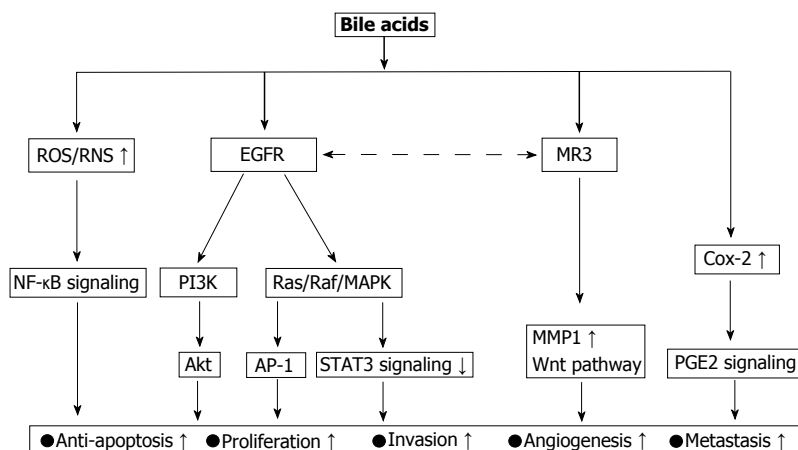 Bile acids
ROS/RNS ↑
EGFR
MR3
NF-κB signaling
PI3K
Ras/Raf/MAPK
Cox-2 ↑
Akt
AP-1
STAT3 signaling ↓
MMP1 ↑
Wnt pathway
PGE2 signaling
●Anti-apoptosis ↑ ●Proliferation ↑ ●Invasion ↑ ●Angiogenesis ↑ ●Metastasis ↑